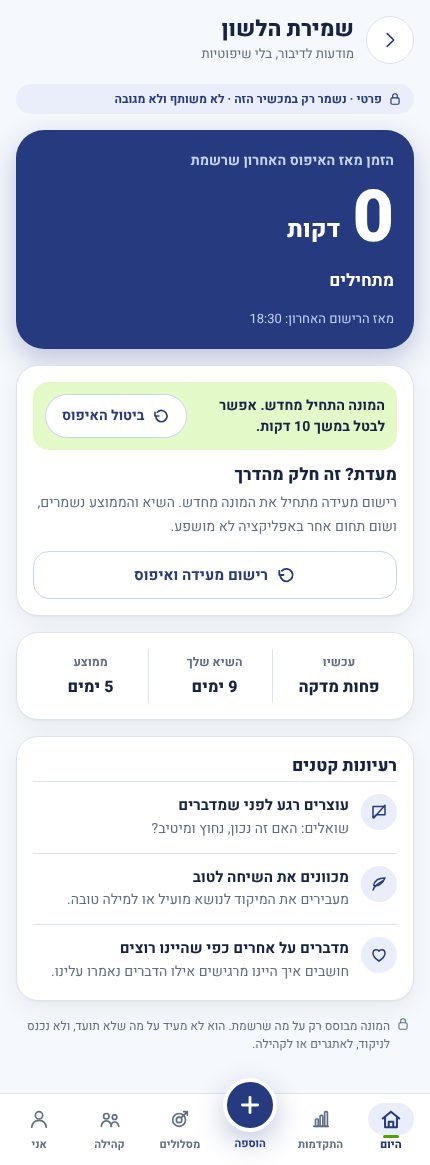 שמירת הלשון
מודעות לדיבור, בלי שיפוטיות
פרטי · נשמר רק במכשיר הזה · לא משותף ולא מגובה
הזמן מאז האיפוס האחרון שרשמת
0 דקות
מתחילים
מאז הרישום האחרון: 18:30
המונה התחיל מחדש. אפשר
לבטל במשך 10 דקות.
ביטול האיפוס
מעדת? זה חלק מהדרך
רישום מעידה מתחיל את המונה מחדש. השיא והממוצע נשמרים,
ושום תחום אחר באפליקציה לא מושפע.
רישום מעידה ואיפוס
עכשיו
פחות מדקה
השיא שלך
9 ימים
ממוצע
5 ימים
רעיונות קטנים
עוצרים רגע לפני שמדברים
שואלים: האם זה נכון, נחוץ ומיטיב?
מכוונים את השיחה לטוב
מעבירים את המיקוד לנושא מועיל או למילה טובה.
מדברים על אחרים כפי שהיינו רוצים
חושבים איך היינו מרגישים אילו הדברים נאמרו עלינו.
המונה מבוסס רק על מה שרשמת. הוא לא מעיד על מה שלא תועד, ולא נכנס
לניקוד, לאתגרים או לקהילה.
היום
התקדמות
הוספה
מסלולים
קהילה
אני